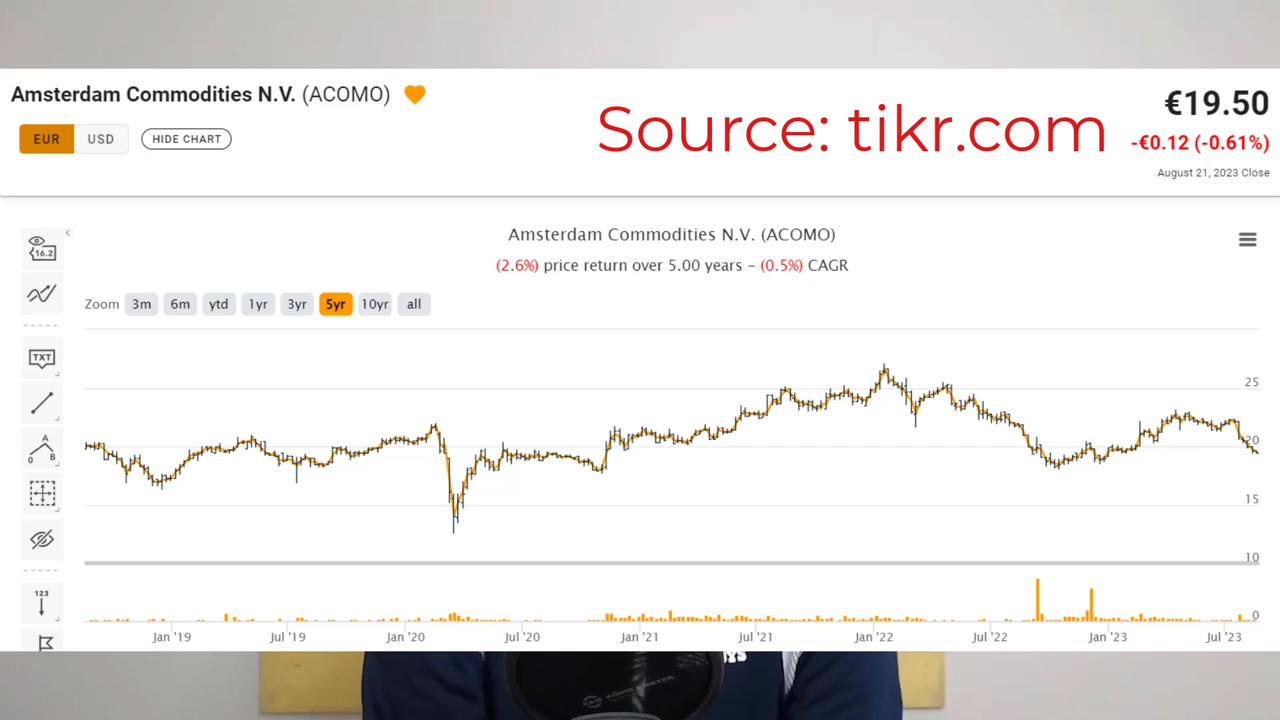 Amsterdam Commodities N.V. (ACOMO)
Source: tikr.com
€19.50
EUR USD HIDE CHART
-€0.12 (-0.61%)
August 21, 2023 Close
Amsterdam Commodities N.V. (ACOMO)
(2.6%) price return over 5.00 years – (0.5%) CAGR
16.2
Zoom 3m 6m ytd 1yr 3yr 5yr 10yr all
TXT
25
A
0 B
20
15
10
123
0
Jan '19 Jul '19 Jan '20 Jul '20 Jan '21 Jul '21 Jan '22 Jul '22 Jan '23 Jul '23
KÖNIG & MEYER